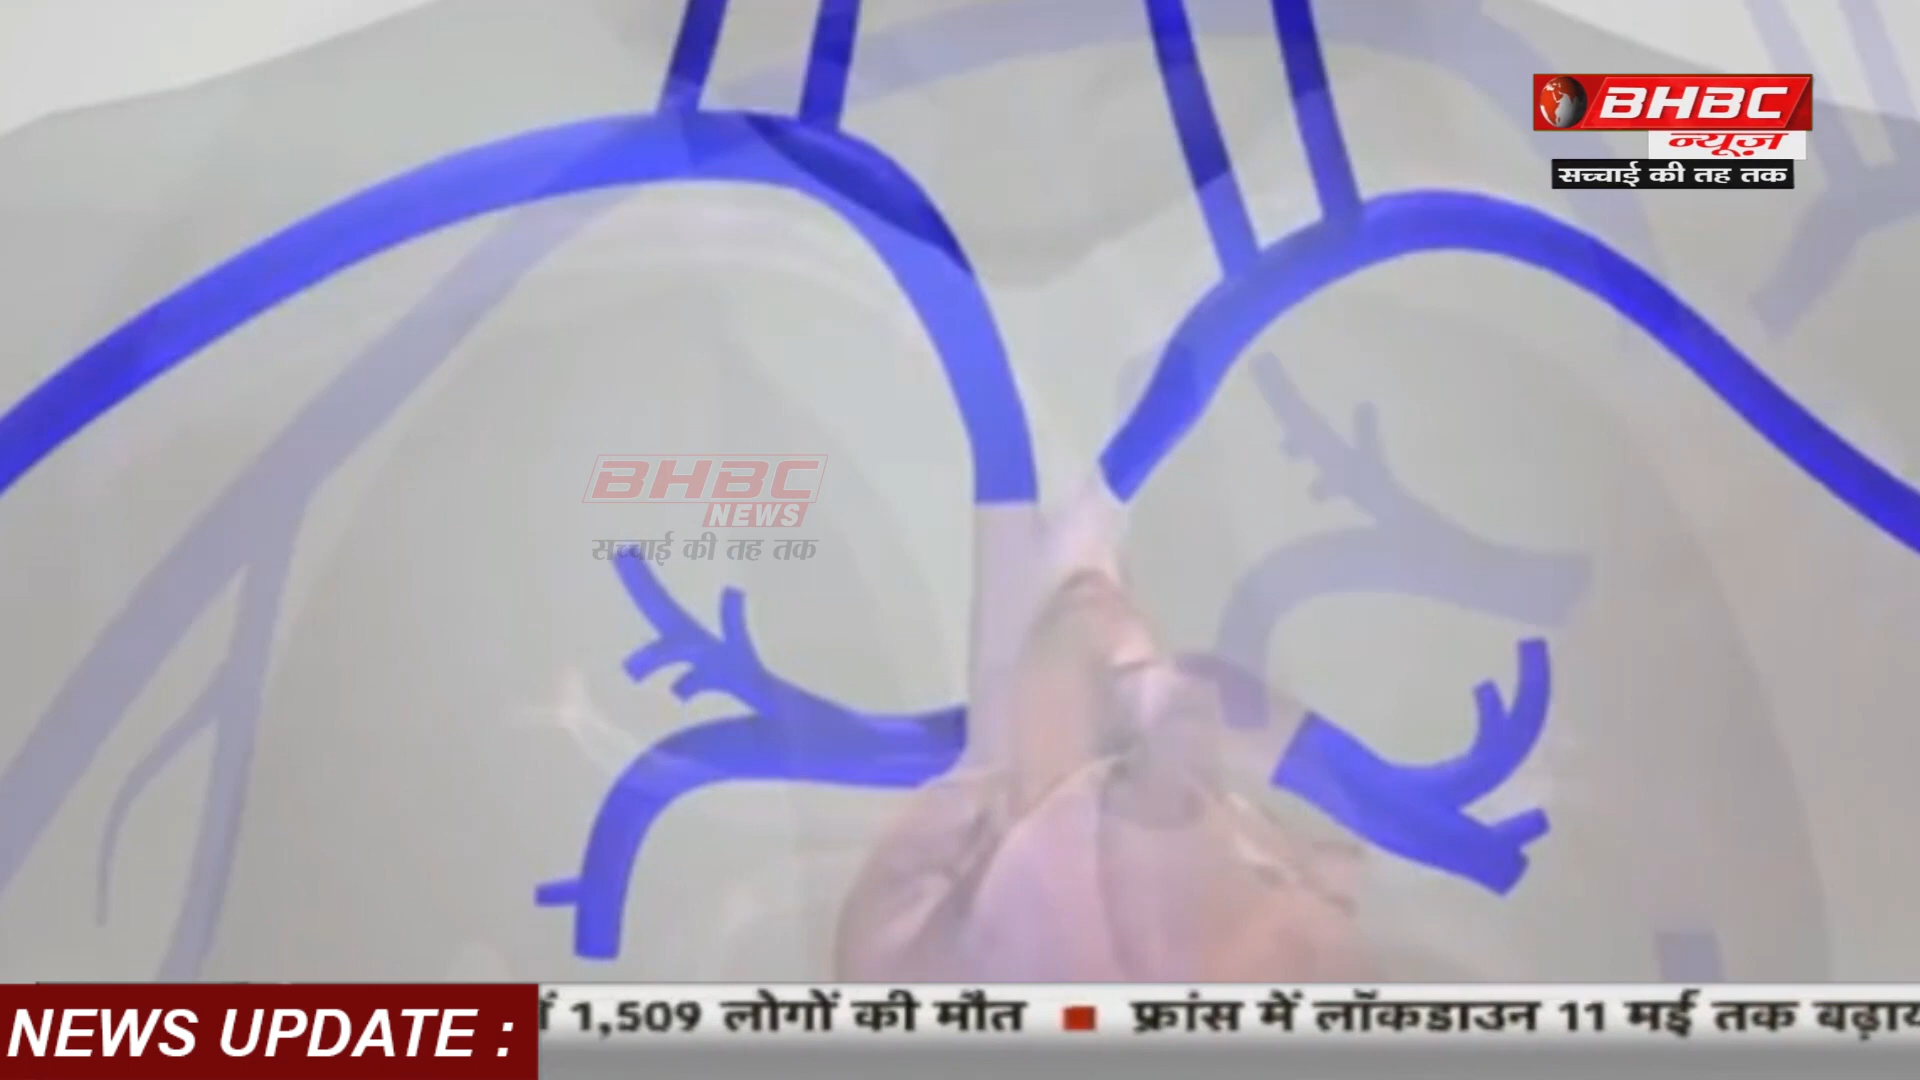 BHBC
न्यूज़
सच्चाई की तह तक
BHBC
NEWS
सच्चाई की तह तक
NEWS UPDATE :
1,509 लोगों की मौत ■ फ्रांस में लॉकडाउन 11 मई तक